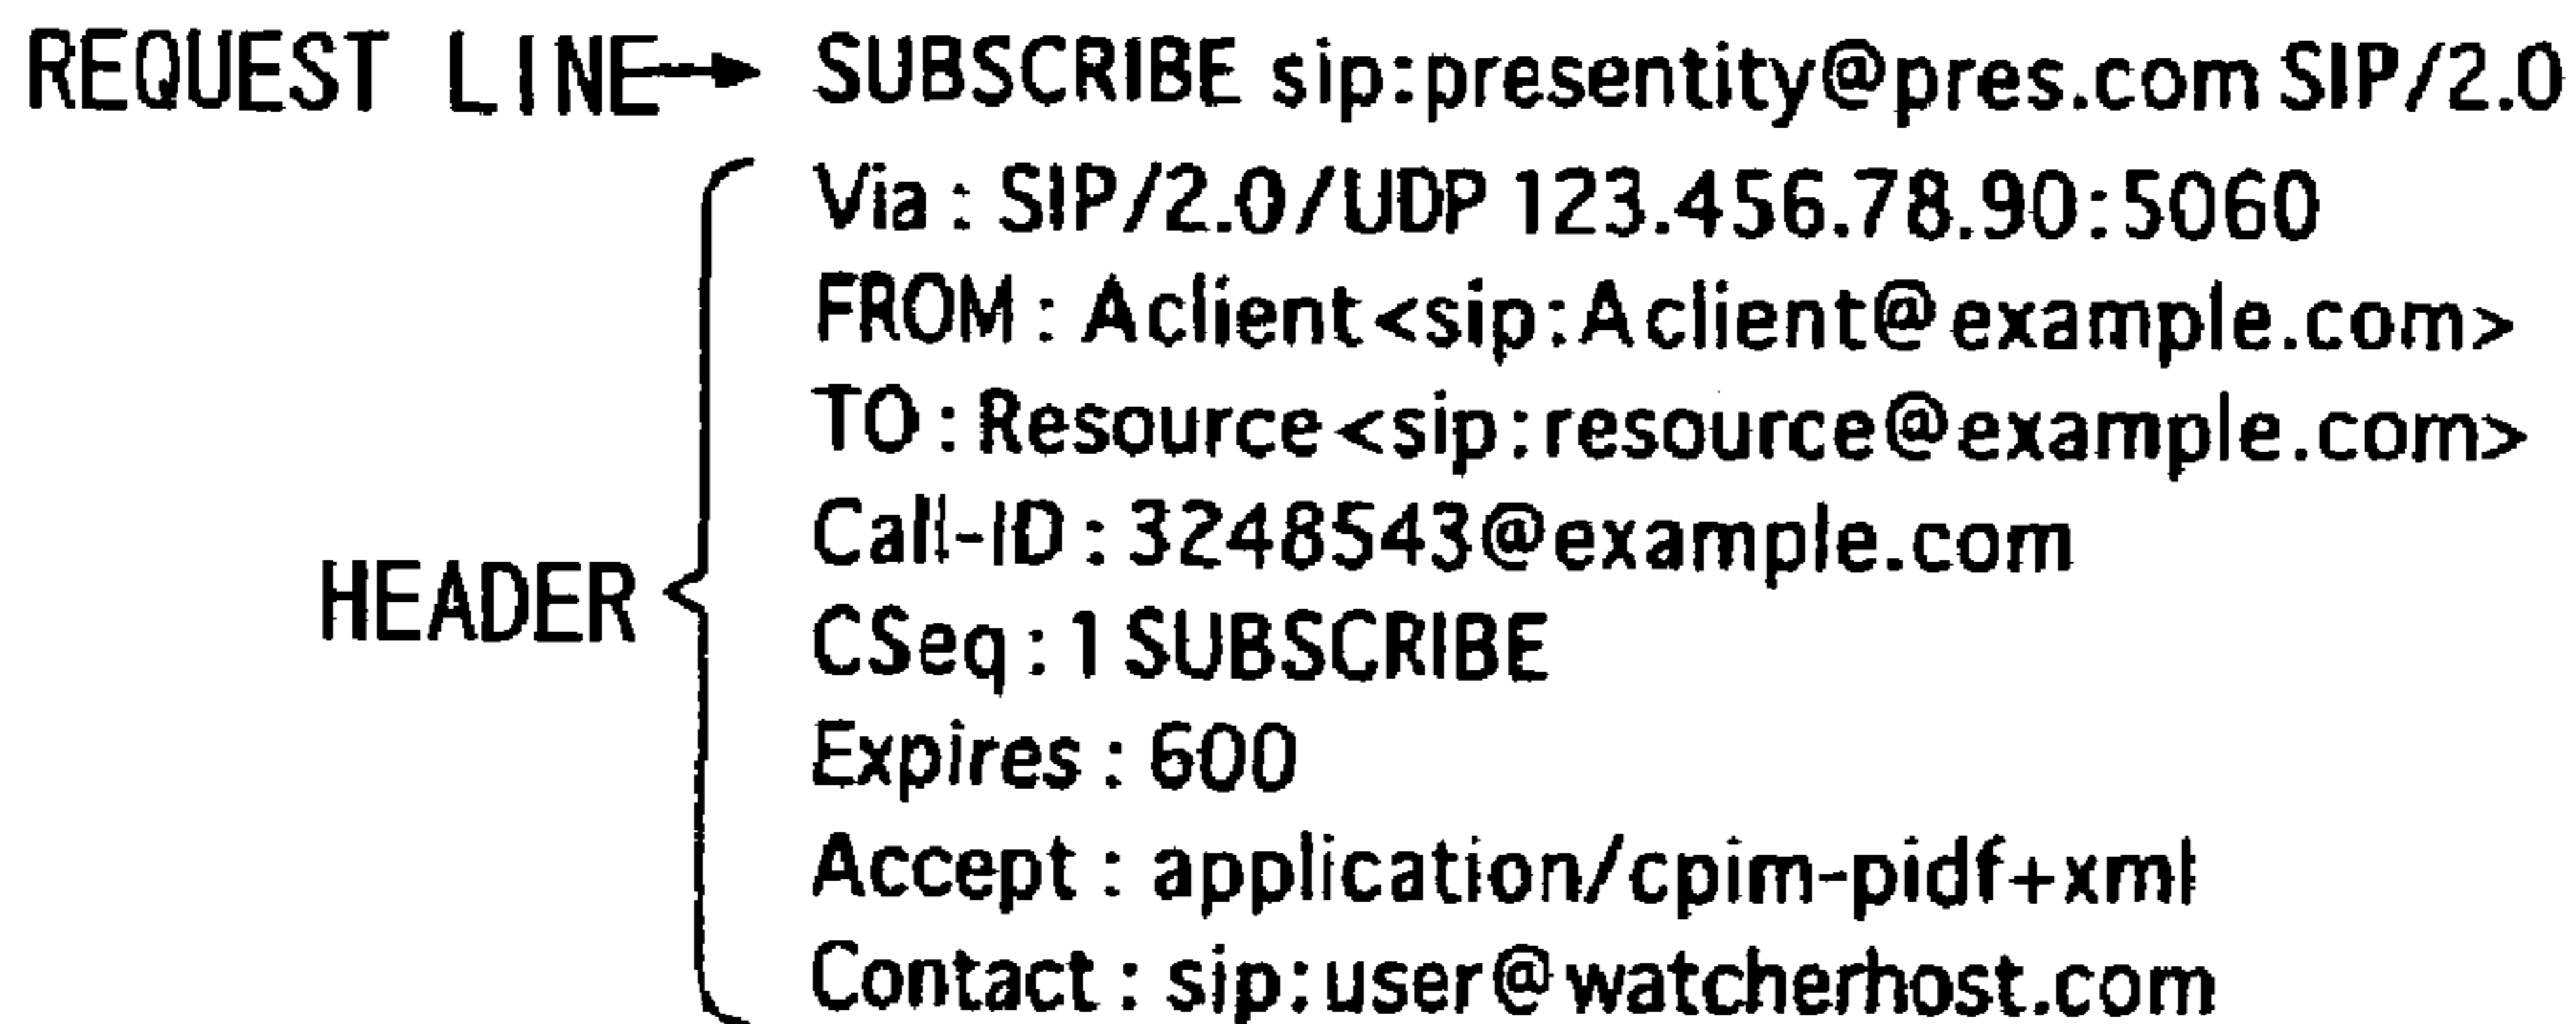 REQUEST LINE→ SUBSCRIBE sip:presentity@pres.com SIP/2.0
Via : SIP/2.0/UDP 123.456.78.90:5060
FROM : Aclient<sip:Aclient@example.com>
TO : Resource<sip:resource@example.com>
Call-ID : 3248543@example.com
HEADER
CSeq : 1 SUBSCRIBE
Expires : 600
Accept : application/cpim-pidf+xml
Contact : sip:user@watcherhost.com